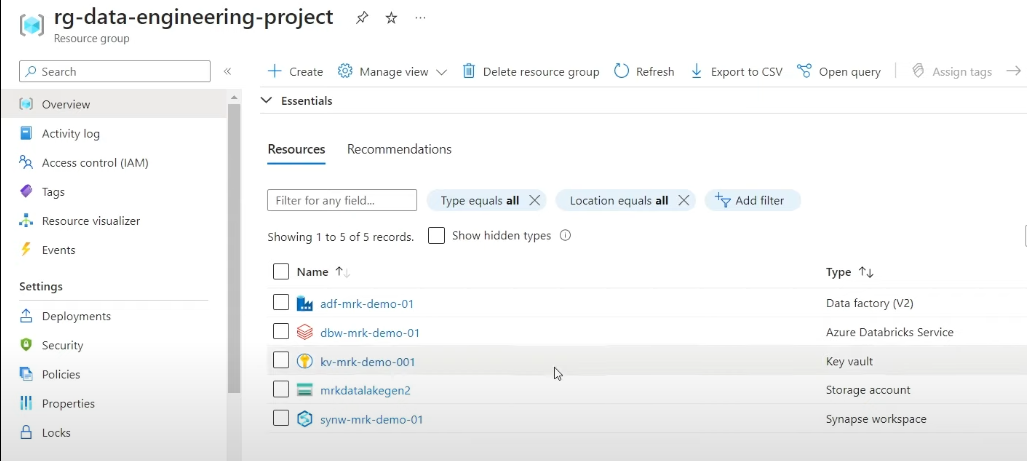 rg-data-engineering-project
Resource group
Search
Create Manage view Delete resource group Refresh Export to CSV Open query Assign tags
Essentials
Overview
Activity log
Access control (IAM)
Tags
Resource visualizer
Events
Settings
Deployments
Security
Policies
Properties
Locks
Resources Recommendations
Filter for any field... Type equals all Location equals all Add filter
Showing 1 to 5 of 5 records. Show hidden types
Name Type
adf-mrk-demo-01 Data factory (V2)
dbw-mrk-demo-01 Azure Databricks Service
kv-mrk-demo-001 Key vault
mrkdatalakegen2 Storage account
synw-mrk-demo-01 Synapse workspace